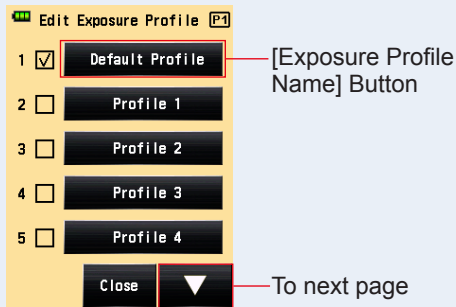 Edit Exposure Profile P1
1 Default Profile
[Exposure Profile Name] Button
2 Profile 1
3 Profile 2
4 Profile 3
5 Profile 4
Close
To next page